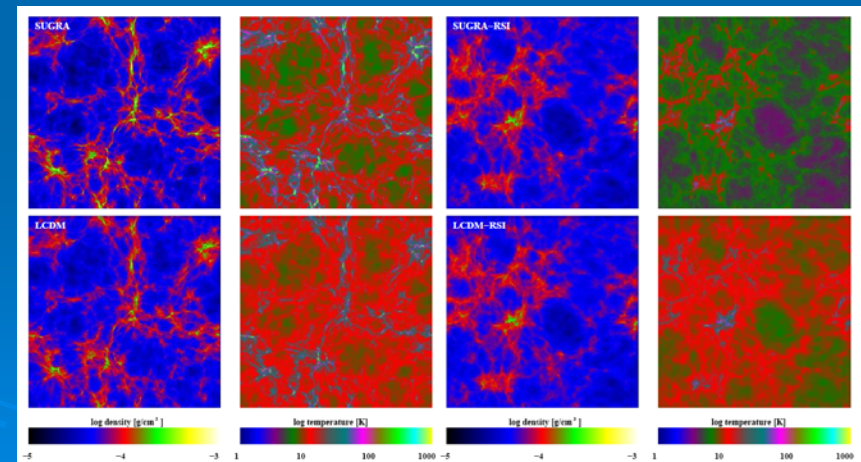 SUGRA
SUGRA-RSI
LCDM
LCDM-RSI
log density [g/cm²]
log temperature [K]
log density [g/cm²]
log temperature [K]
-5 -4 -3
1 10 100 1000
-5 -4 -3
1 10 100 1000